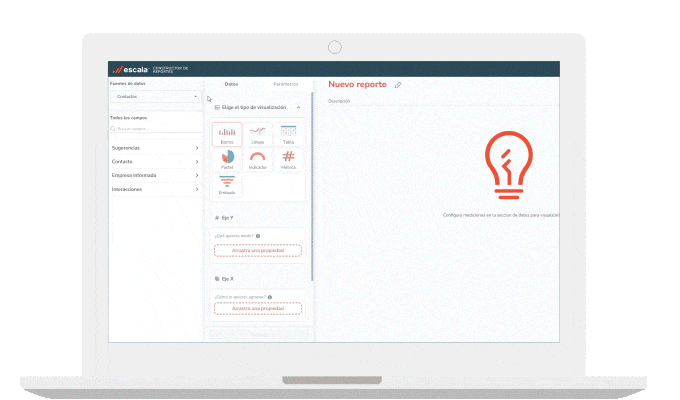 escala
CONSTRUCTOR DE
REPORTES
Fuentes de datos
Contactos
Todos los campos
Buscar campo...
Sugerencias
Contacto
Empresa informada
Interacciones
Datos
Parámetros
Elige el tipo de visualización
Barras
Líneas
Tabla
Pastel
Indicador
Métrica
Embudo
# Eje Y
¿Qué quieres medir?
Arrastra una propiedad
Eje X
¿Cómo lo quieres agrupar?
Arrastra una propiedad
Nuevo reporte
Descripción
Configura mediciones en la sección de datos para visualizar